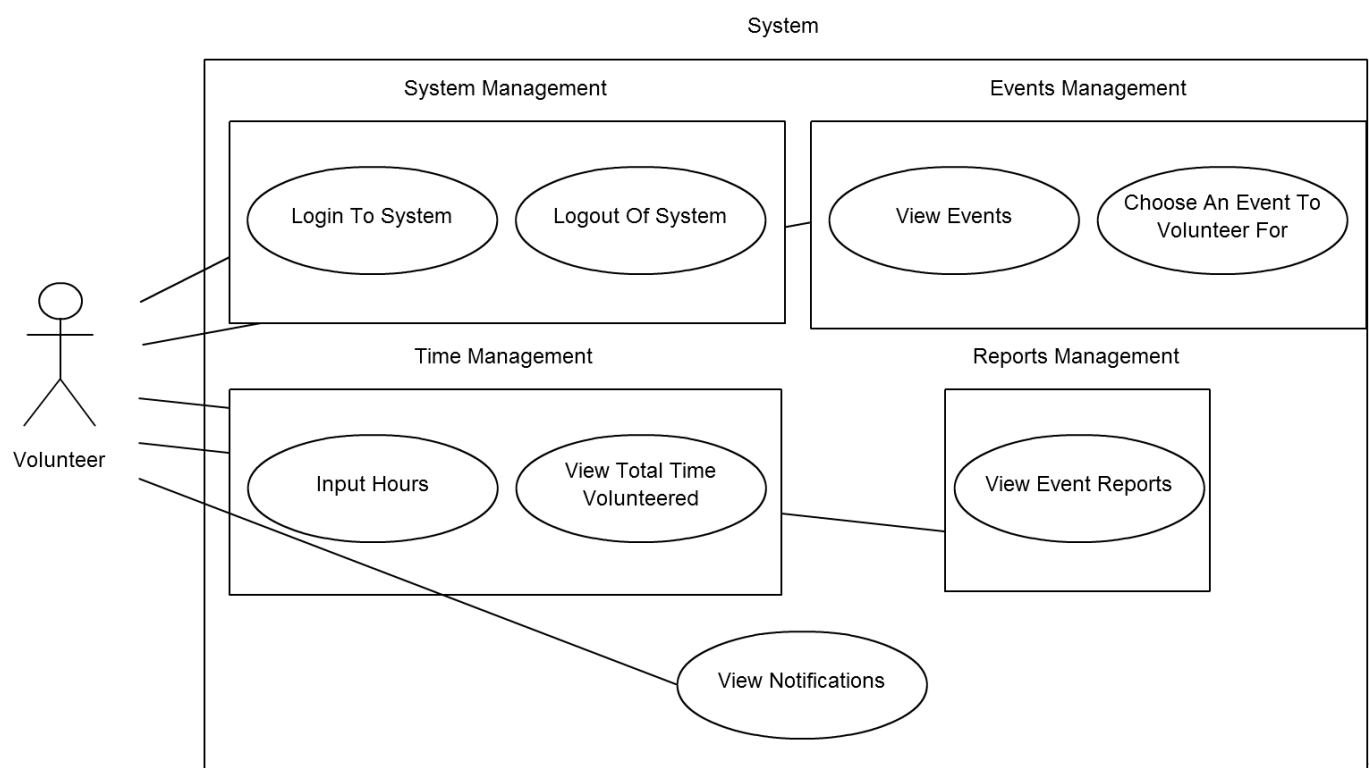 System
System Management
Events Management
Login To System
Logout Of System
View Events
Choose An Event To
Volunteer For
Volunteer
Time Management
Reports Management
Input Hours
View Total Time
Volunteered
View Event Reports
View Notifications